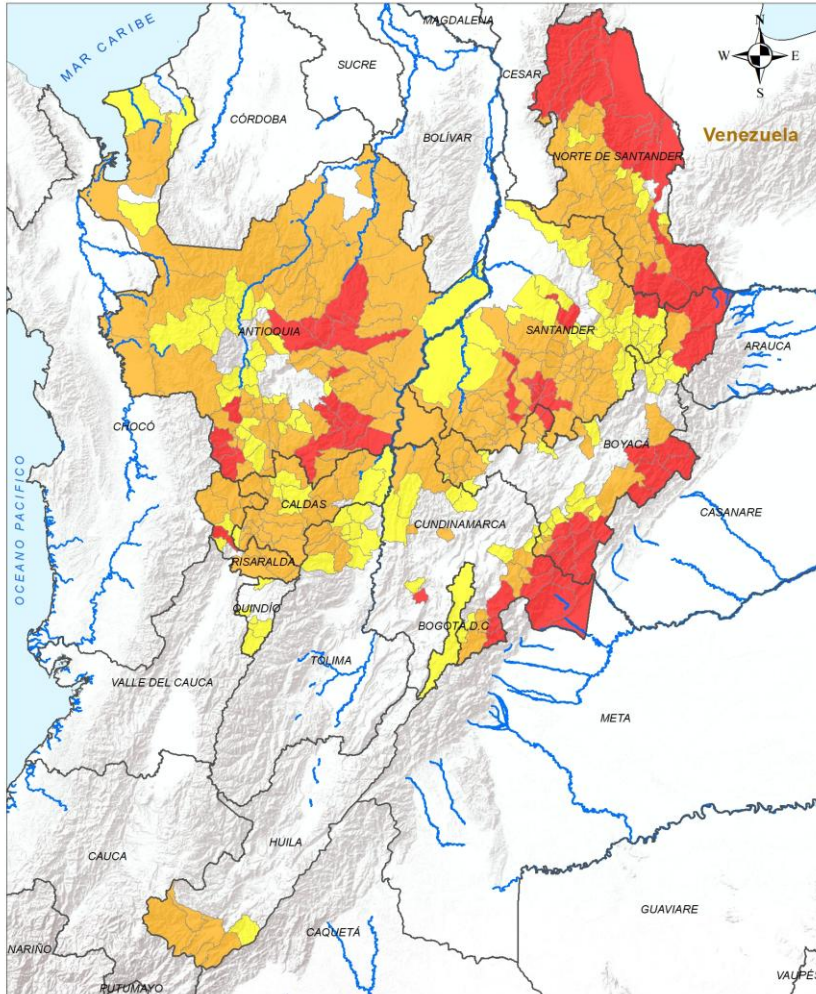 MAGDALENA
N
MAR CARIBE
SUCRE
CESAR
W
E
S
CÓRDOBA
BOLÍVAR
Venezuela
NORTE DE SANTANDER
ANTIOQUIA
SANTANDER
ARAUCA
CHOCÓ
BOYACÁ
OCEANO PACIFICO
CALDAS
CASANARE
CUNDINAMARCA
RISARALDA
QUINDÍO
BOGOTÁ D.C
TOLIMA
VALLE DEL CAUCA
META
HUILA
CAUCA
GUAVIARE
CAQUETÁ
NARIÑO
VAUPÉS
PUTUMAYO